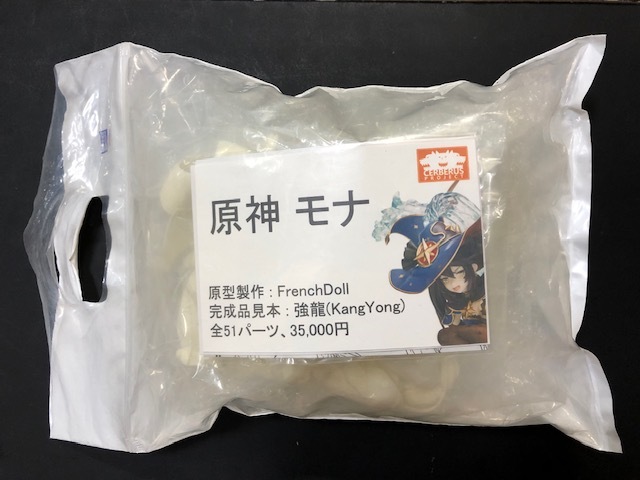 CERBERUS
PROJECT
原神 モナ
原型製作 : FrenchDoll
完成品見本 : 強龍(KangYong)
全51パーツ、35,000円